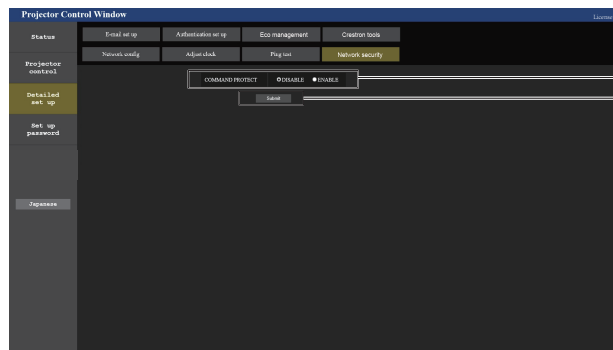 Projector Control Window
License
Status
E-mail set up
Authentication set up
Eco management
Crestron tools
Network config
Adjust clock
Ping test
Network security
Projector
control
COMMAND PROTECT DISABLE ENABLE
Submit
Detailed
set up
Set up
password
Japanese